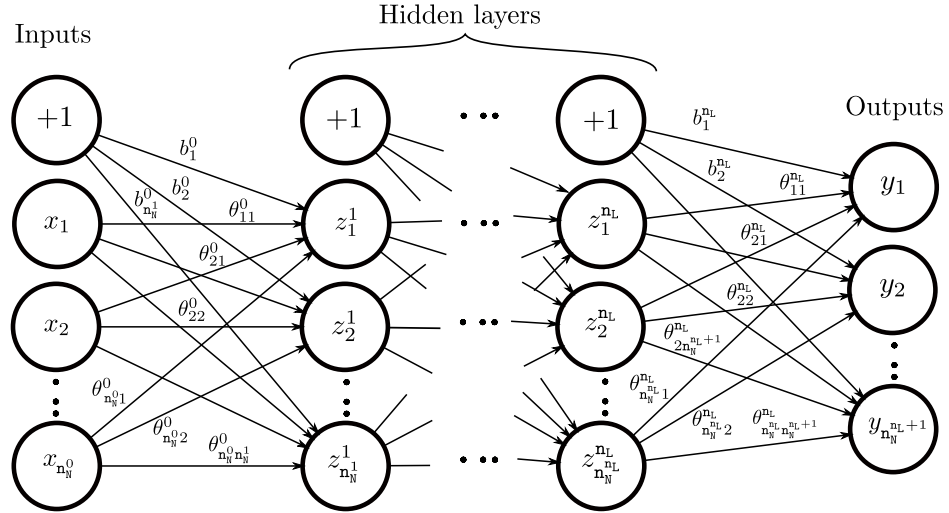 Hidden layers
Inputs
Outputs
+1 +1 ... +1
b_1^0 b_2^0 b_{n_N^1}^0
b_1^{n_L} b_2^{n_L}
x_1 θ_{11}^0 z_1^1 ... z_1^{n_L} θ_{11}^{n_L} y_1
θ_{21}^0 θ_{21}^{n_L}
x_2 θ_{22}^0 z_2^1 ... z_2^{n_L} θ_{22}^{n_L} y_2
θ_{2n_N^{n_L+1}}^{n_L}
θ_{n_N^0 1}^0 θ_{n_N^{n_L} 1}^{n_L}
θ_{n_N^0 2}^0 θ_{n_N^{n_L} 2}^{n_L} θ_{n_N^{n_L} n_N^{n_L+1}}^{n_L} y_{n_N^{n_L+1}}
x_{n_N^0} θ_{n_N^0 n_N^1}^0 z_{n_N^1}^1 ... z_{n_N^{n_L}}^{n_L}